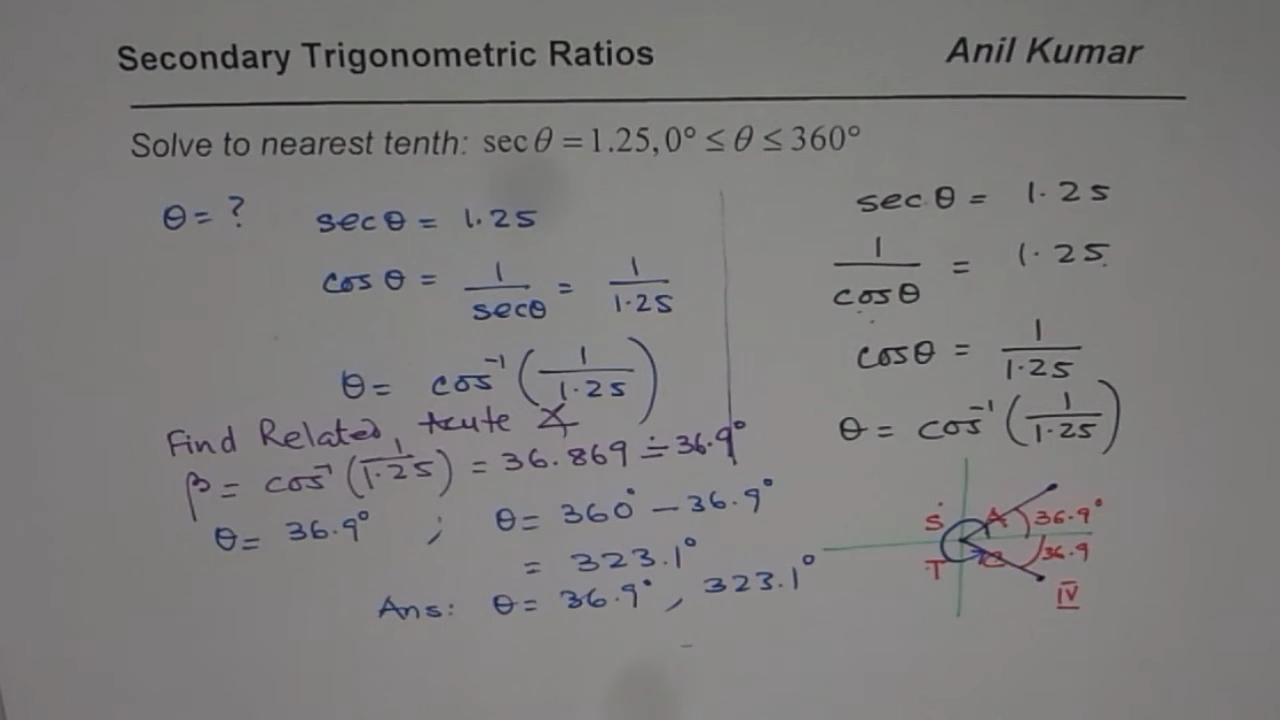 Secondary Trigonometric Ratios Anil Kumar
Solve to nearest tenth: sec θ = 1.25, 0° ≤ θ ≤ 360°
θ = ? sec θ = 1.25
cos θ = 1/secθ = 1/1.25
θ = cos⁻¹(1/1.25)
Find Related Acute ∡
β = cos⁻¹(1/1.25) = 36.869 ≐ 36.9°
θ = 36.9° ; θ = 360° − 36.9°
= 323.1°
Ans: θ = 36.9°, 323.1°
sec θ = 1.25
1/cosθ = 1.25
cosθ = 1/1.25
θ = cos⁻¹(1/1.25)
S A 36.9°
T C 36.9
IV